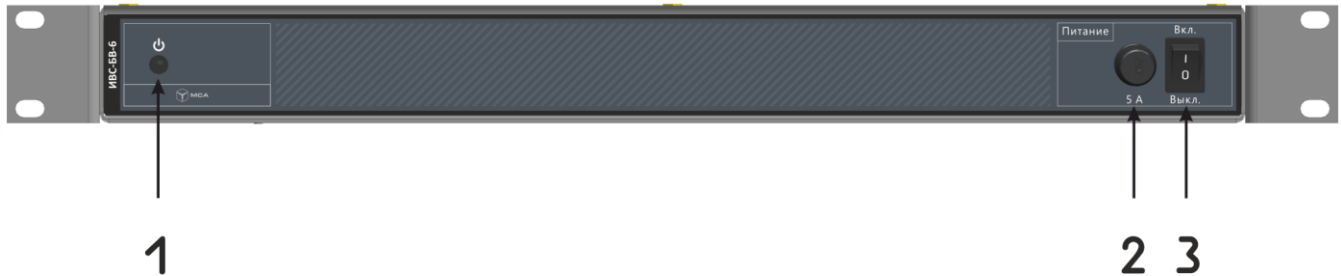 ИВС-БВ-6
МСА
Питание
Вкл.
I
0
5 А
Выкл.
1
2 3